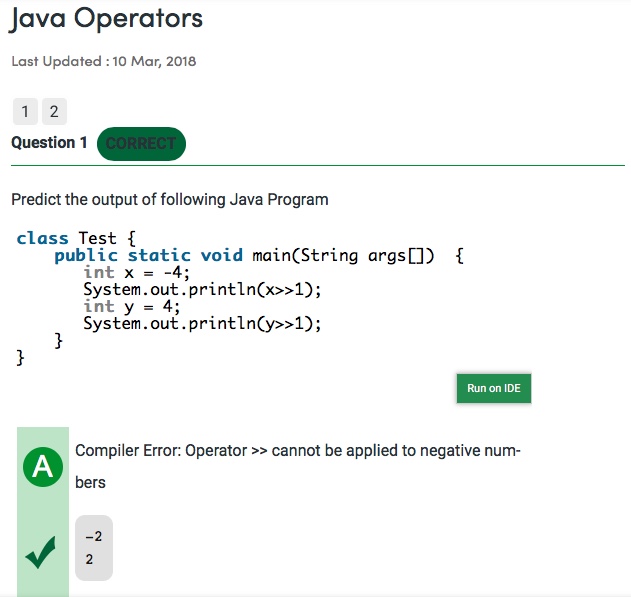 Java Operators
Last Updated : 10 Mar, 2018
1 2
Question 1 CORRECT
Predict the output of following Java Program
class Test {
    public static void main(String args[])  {
       int x = -4;
       System.out.println(x>>1);
       int y = 4;
       System.out.println(y>>1);
    }
}
Run on IDE
A Compiler Error: Operator >> cannot be applied to negative num-
bers
-2
2